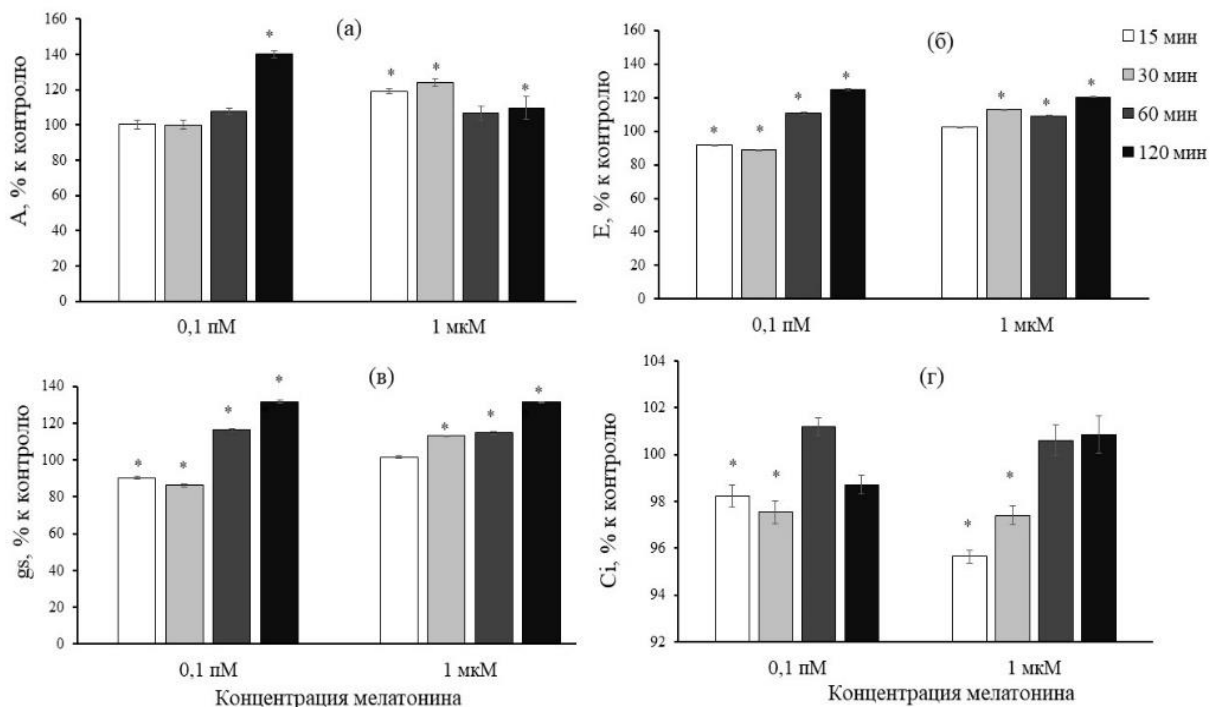 (а)
А, % к контролю
160
140
120
100
80
60
40
20
0
*
*
*
*
0,1 пМ
1 мкМ
(б)
Е, % к контролю
160
140
120
100
80
60
40
20
0
*
*
*
*
*
*
*
0,1 пМ
1 мкМ
15 мин
30 мин
60 мин
120 мин
(в)
gs, % к контролю
140
120
100
80
60
40
20
0
*
*
*
*
*
*
*
0,1 пМ
1 мкМ
Концентрация мелатонина
(г)
Ci, % к контролю
104
102
100
98
96
94
92
*
*
*
*
0,1 пМ
1 мкМ
Концентрация мелатонина